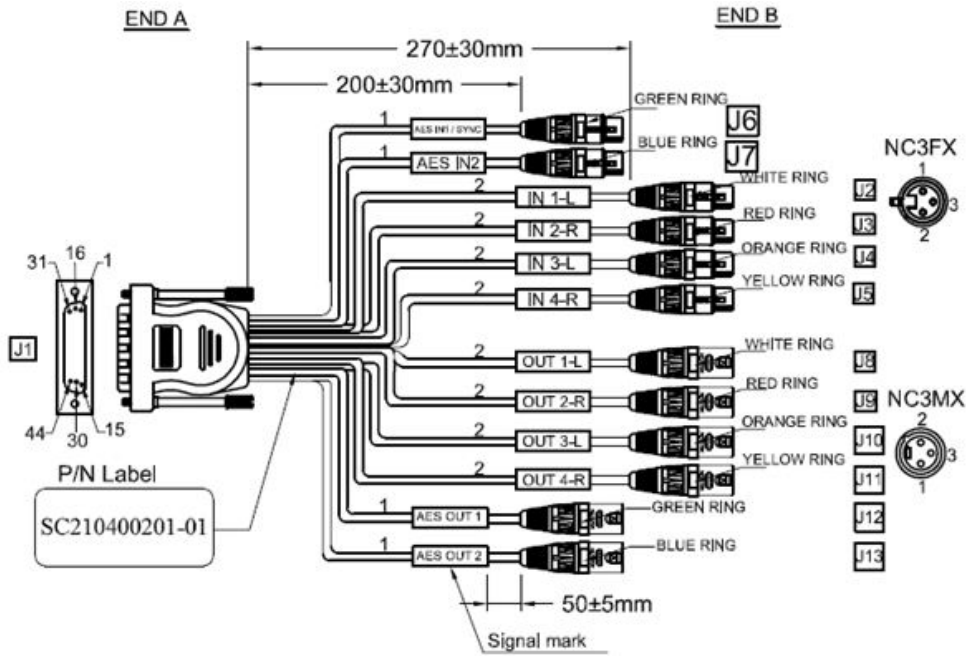 END A
END B
270±30mm
200±30mm
1
AES IN1 / SYNC
GREEN RING
J6
1
AES IN2
BLUE RING
J7
NC3FX
2
IN 1-L
WHITE RING
J2
1
3
2
2
IN 2-R
RED RING
J3
2
IN 3-L
ORANGE RING
J4
2
IN 4-R
YELLOW RING
J5
16
31
1
J1
44
30
15
2
OUT 1-L
WHITE RING
J8
2
OUT 2-R
RED RING
J9
NC3MX
2
3
1
2
OUT 3-L
ORANGE RING
J10
2
OUT 4-R
YELLOW RING
J11
P/N Label
SC210400201-01
1
AES OUT 1
GREEN RING
J12
1
AES OUT 2
BLUE RING
J13
50±5mm
Signal mark